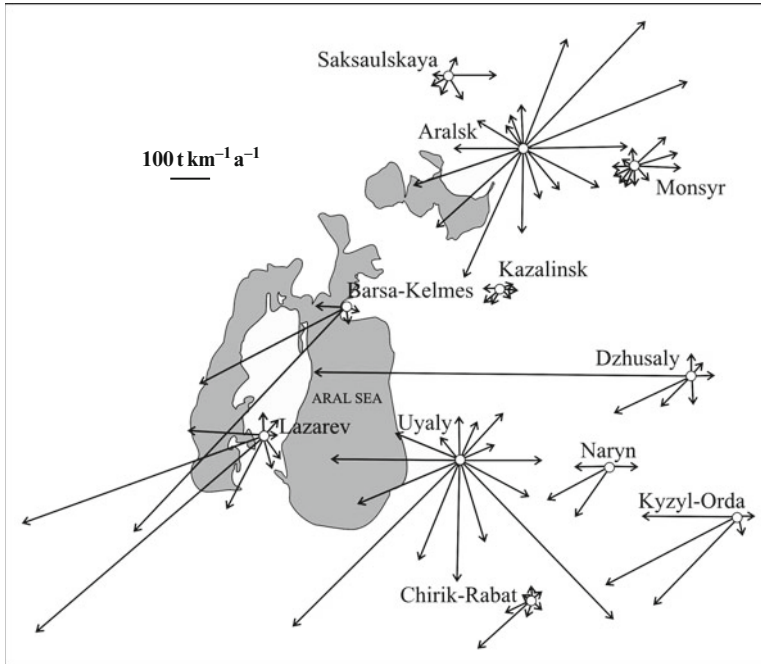 Saksaulskaya
Aralsk
100 t km⁻¹ a⁻¹
Monsyr
Kazalinsk
Barsa-Kelmes
Dzhusaly
ARAL SEA
Lazarev
Uyaly
Naryn
Kyzyl-Orda
Chirik-Rabat